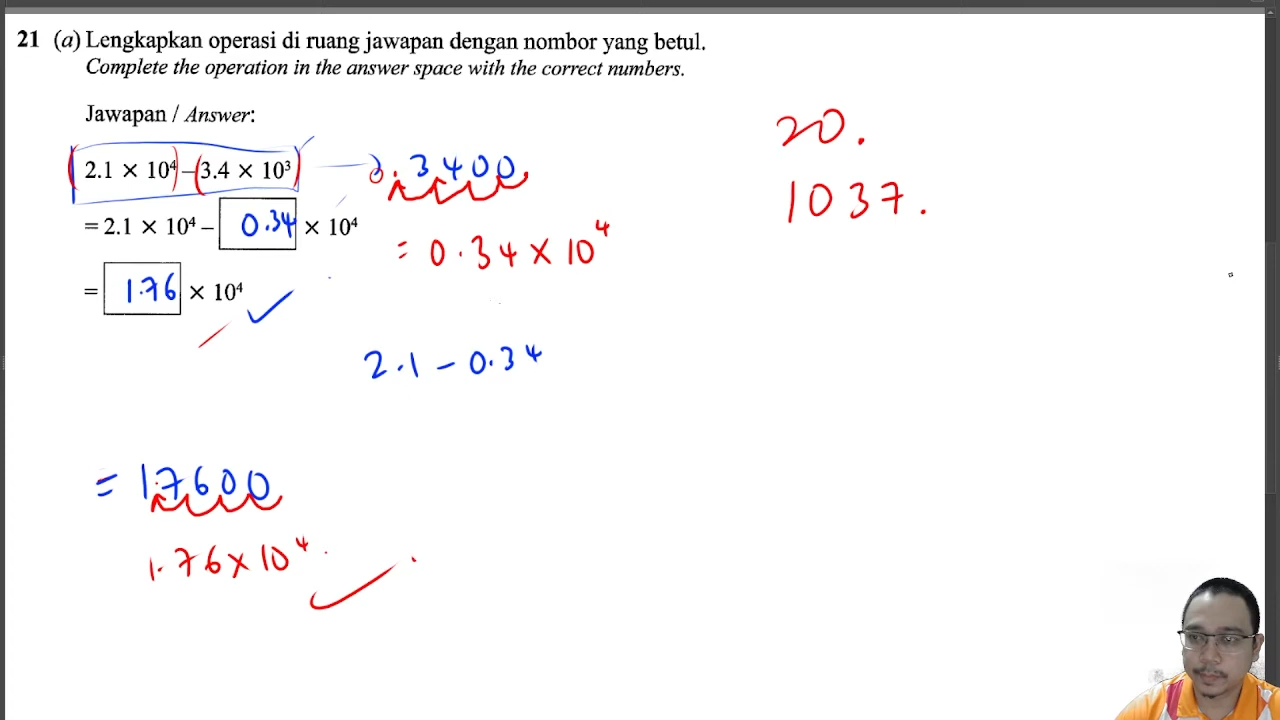 21 (a) Lengkapkan operasi di ruang jawapan dengan nombor yang betul.
Complete the operation in the answer space with the correct numbers.
Jawapan / Answer:
(2.1 × 10⁴) – (3.4 × 10³)
0.3400
= 2.1 × 10⁴ – 0.34 × 10⁴
= 0.34 × 10⁴
= 1.76 × 10⁴
2.1 – 0.34
= 17600
1.76 × 10⁴
20.
1037.